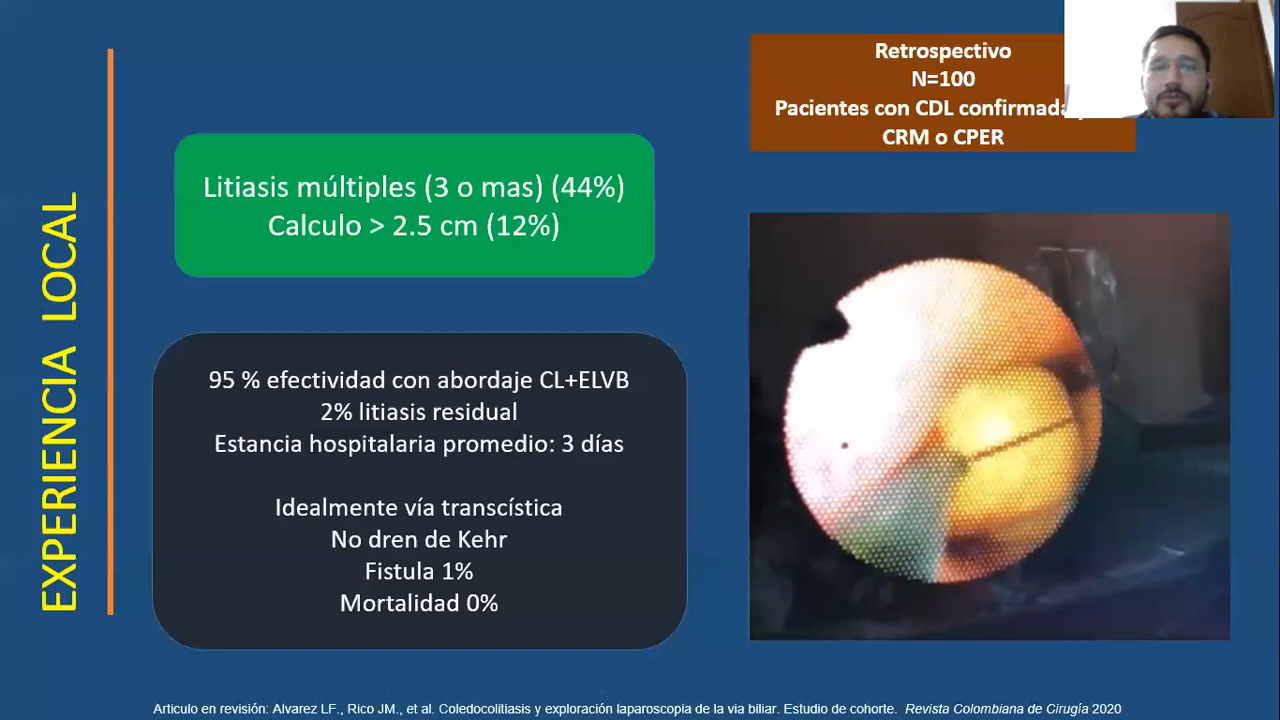 EXPERIENCIA LOCAL
Retrospectivo
N=100
Pacientes con CDL confirmada
CRM o CPER
Litiasis múltiples (3 o mas) (44%)
Calculo > 2.5 cm (12%)
95 % efectividad con abordaje CL+ELVB
2% litiasis residual
Estancia hospitalaria promedio: 3 días
Idealmente vía transcística
No dren de Kehr
Fistula 1%
Mortalidad 0%
Articulo en revisión: Alvarez LF., Rico JM., et al. Coledocolitiasis y exploración laparoscopia de la via biliar. Estudio de cohorte. Revista Colombiana de Cirugía 2020